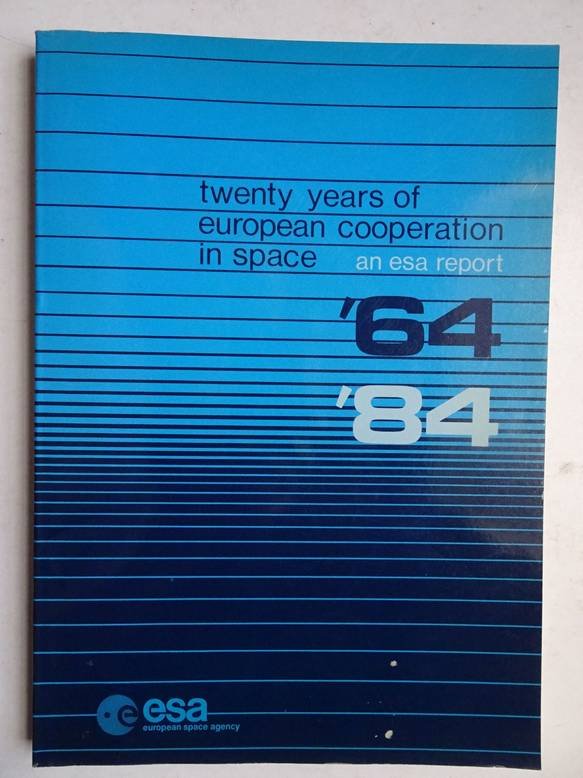 twenty years of
european cooperation
in space an esa report
'64
'84
esa
european space agency